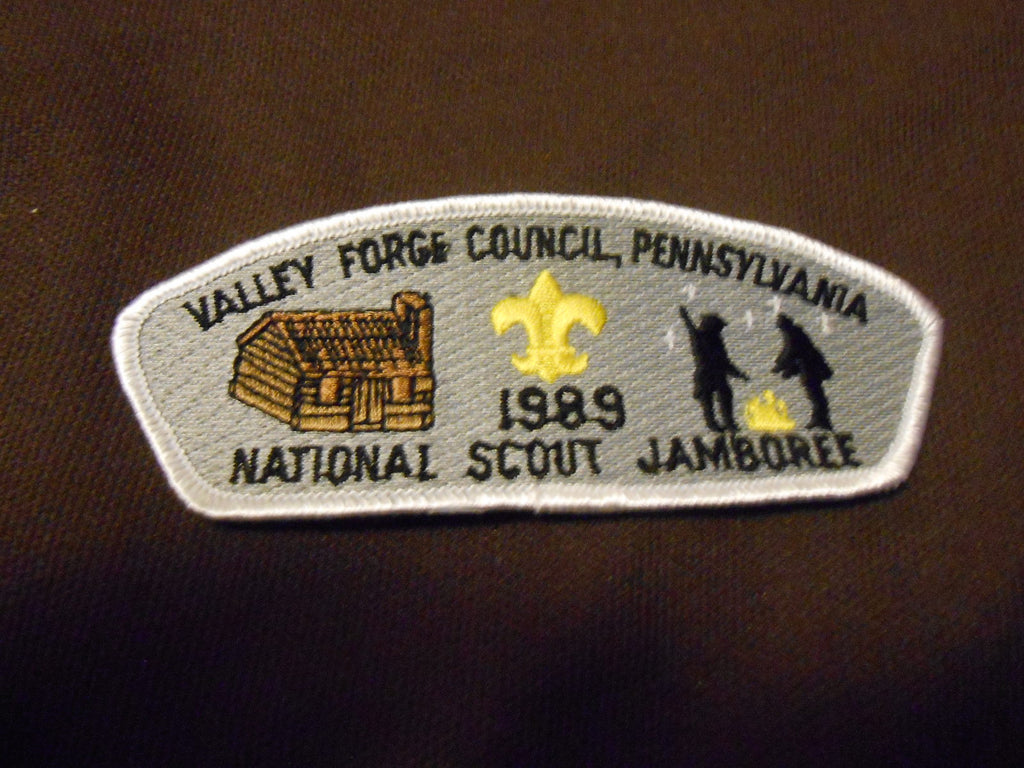 VALLEY FORGE COUNCIL, PENNSYLVANIA
1989
NATIONAL SCOUT JAMBOREE